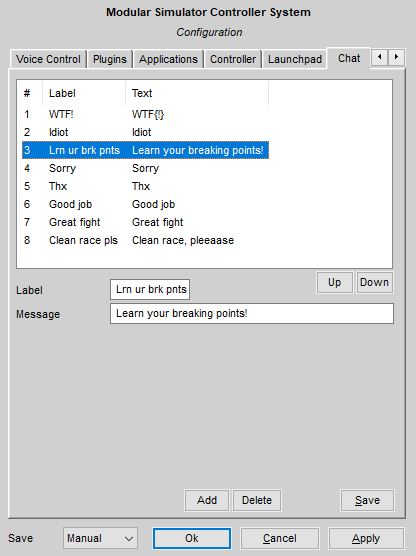 Modular Simulator Controller System
Configuration
Voice Control Plugins Applications Controller Launchpad Chat
# Label Text
1 WTF! WTF{!}
2 Idiot Idiot
3 Lrn ur brk pnts Learn your breaking points!
4 Sorry Sorry
5 Thx Thx
6 Good job Good job
7 Great fight Great fight
8 Clean race pls Clean race, pleeaase
Up Down
Label Lrn ur brk pnts
Message Learn your breaking points!
Add Delete Save
Save Manual Ok Cancel Apply